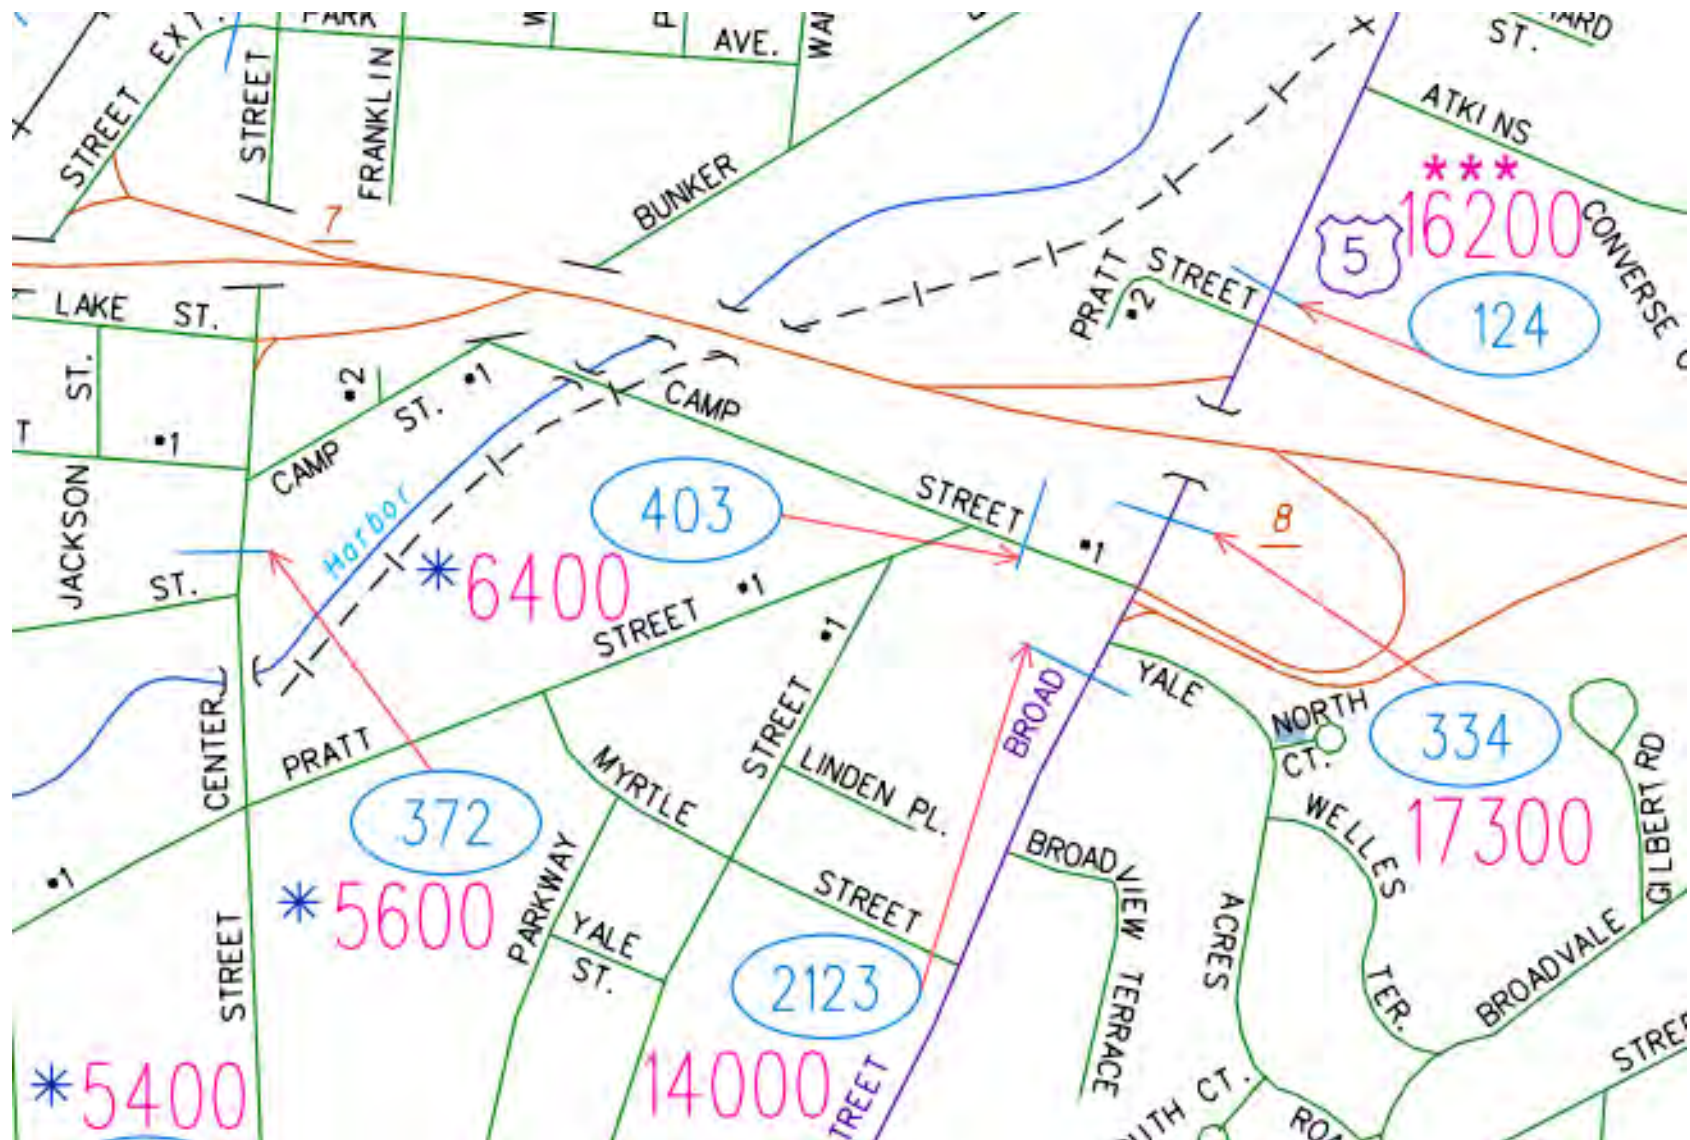 STREET EXT.
PARK
AVE.
STREET
FRANKLIN
BUNKER
7
ST.
ATKINS
***
16200
5
124
CONVERSE
PRATT STREET
2
LAKE ST.
ST.
1
JACKSON
ST.
2
CAMP ST. 1
CAMP STREET
1
Harbor
403
*6400
8
STREET 1
1
STREET
BROAD
YALE
NORTH
CT.
334
17300
GILBERT RD
CENTER
PRATT
372
*5600
MYRTLE
LINDEN PL.
PARKWAY
STREET
YALE
ST.
BROADVIEW TERRACE
WELLES
TER.
ACRES
BROADVALE
1
STREET
2123
14000
*5400
CT.